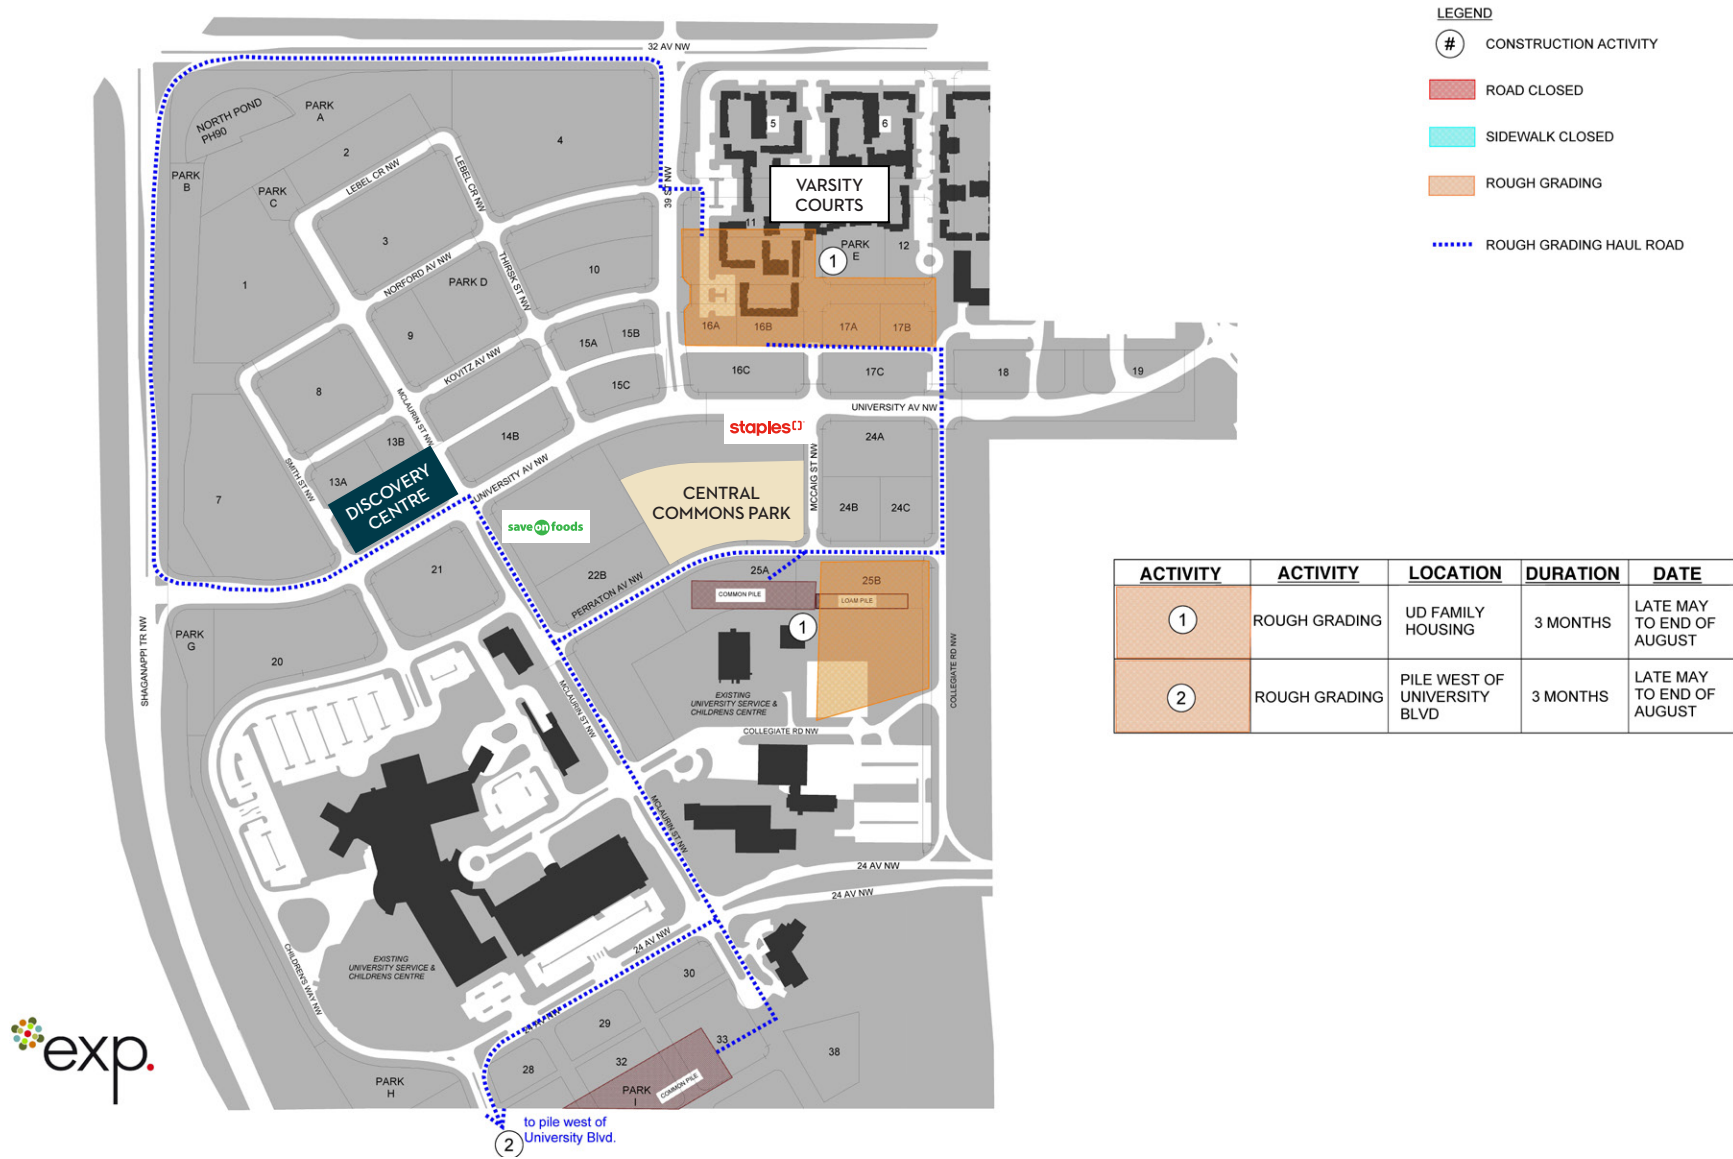 LEGEND
# CONSTRUCTION ACTIVITY
ROAD CLOSED
SIDEWALK CLOSED
ROUGH GRADING
ROUGH GRADING HAUL ROAD
32 AV NW
NORTH POND
PH90
PARK
A
PARK
B
PARK
C
2
4
LEBEL CR NW
LEBEL CR NW
39 ST NW
5
6
VARSITY
COURTS
11
PARK
E
12
1
3
NORFORD AV NW
THIRSK ST NW
PARK D
10
1
16A
16B
17A
17B
9
15A
15B
KOVITZ AV NW
15C
16C
17C
18
19
8
MCLAURIN ST NW
UNIVERSITY AV NW
14B
13B
staples
24A
13A
SMITH ST NW
7
DISCOVERY
CENTRE
UNIVERSITY AV NW
CENTRAL
COMMONS PARK
MCCAIG ST NW
24B
24C
save on foods
21
22B
PERRATON AV NW
25A
25B
COMMON PILE
LOAM PILE
1
SHAGANAPPI TR NW
PARK
G
20
EXISTING
UNIVERSITY SERVICE &
CHILDRENS CENTRE
COLLEGIATE RD NW
MCLAURIN ST NW
COLLEGIATE RD NW
MCLAURIN ST NW
24 AV NW
24 AV NW
24 AV NW
EXISTING
UNIVERSITY SERVICE &
CHILDRENS CENTRE
CHILDREN'S WAY NW
30
24 AV NW
29
33
38
28
32
PARK
I
COMMON PILE
PARK
H
exp.
to pile west of
University Blvd.
2
ACTIVITY ACTIVITY LOCATION DURATION DATE
1 ROUGH GRADING UD FAMILY HOUSING 3 MONTHS LATE MAY TO END OF AUGUST
2 ROUGH GRADING PILE WEST OF UNIVERSITY BLVD 3 MONTHS LATE MAY TO END OF AUGUST